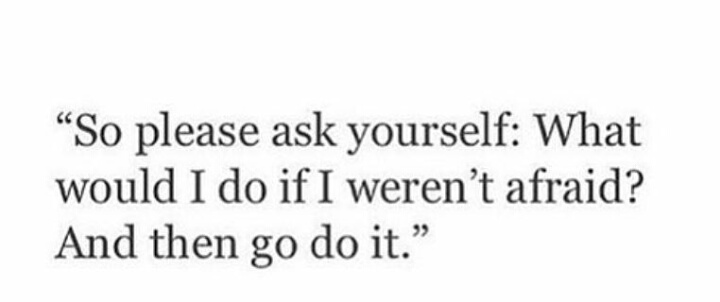 “So please ask yourself: What
would I do if I weren’t afraid?
And then go do it.”